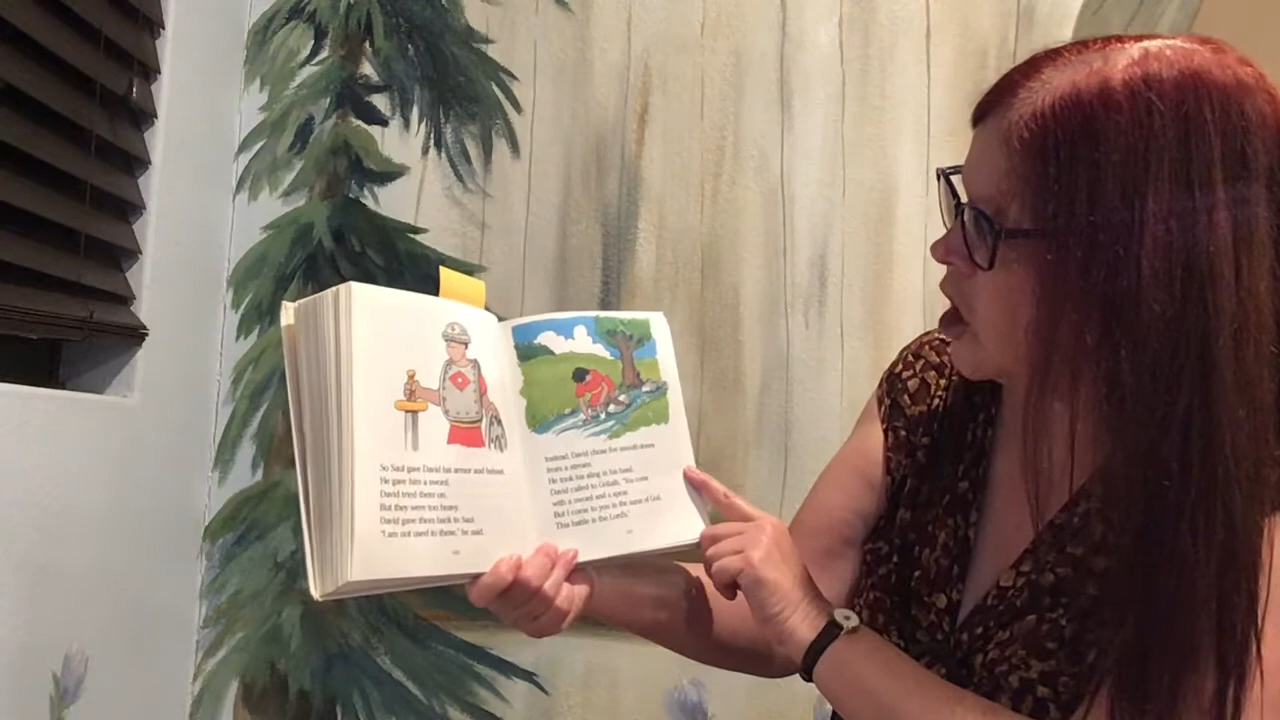 So Saul gave David his armor and helmet.
He gave him a sword.
David tried them on.
But they were too heavy.
David gave them back to Saul.
"I am not used to these," he said.
Instead, David chose five smooth stones
from a stream.
He took his sling in his hand.
David called to Goliath, "You come
with a sword and a spear.
But I come to you in the name of God.
This battle is the Lord's."